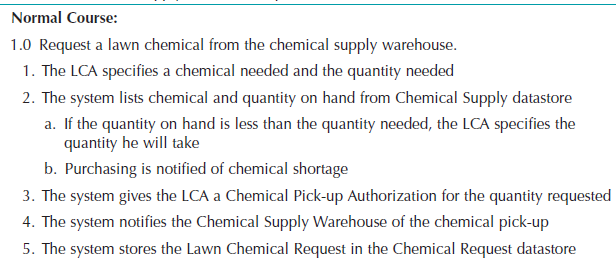 Normal Course:
1.0 Request a lawn chemical from the chemical supply warehouse.
1. The LCA specifies a chemical needed and the quantity needed
2. The system lists chemical and quantity on hand from Chemical Supply datastore
a. If the quantity on hand is less than the quantity needed, the LCA specifies the
quantity he will take
b. Purchasing is notified of chemical shortage
3. The system gives the LCA a Chemical Pick-up Authorization for the quantity requested
4. The system notifies the Chemical Supply Warehouse of the chemical pick-up
5. The system stores the Lawn Chemical Request in the Chemical Request datastore